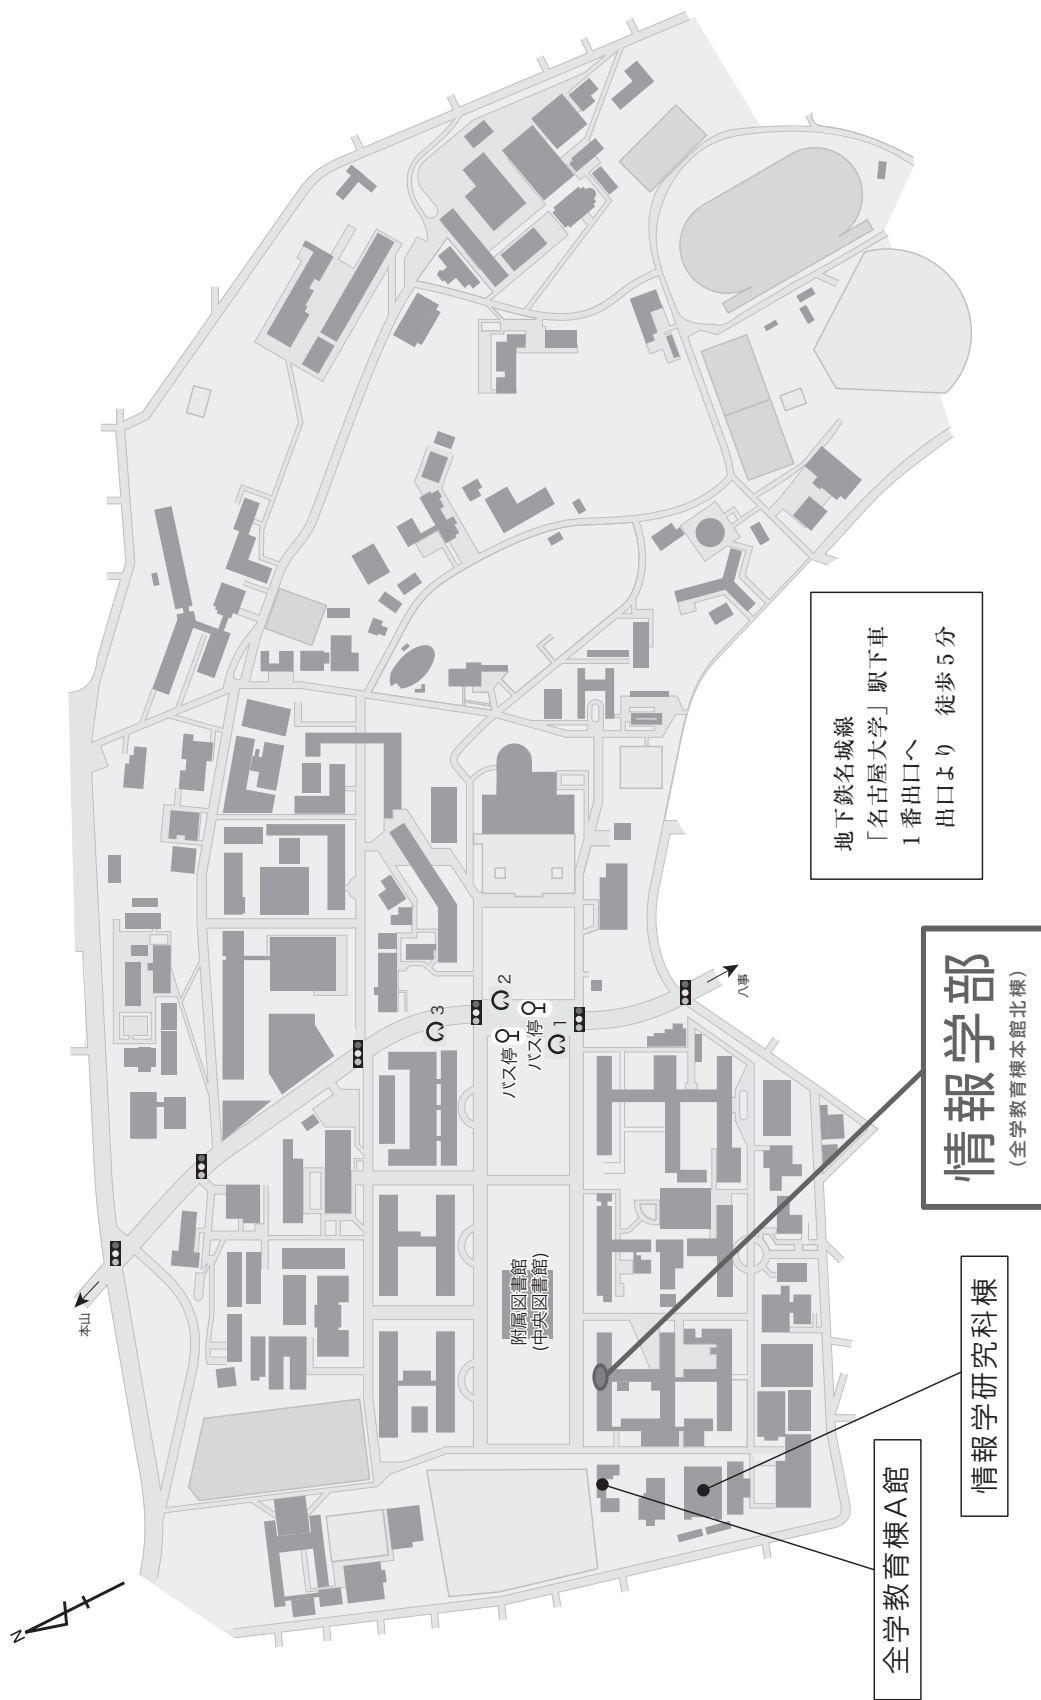 N
本山
八事
3
2
1
バス停
バス停
附属図書館
(中央図書館)
地下鉄名城線
「名古屋大学」駅下車
1番出口へ
出口より 徒歩5分
情報学部
(全学教育棟本館北棟)
情報学研究科棟
全学教育棟A館